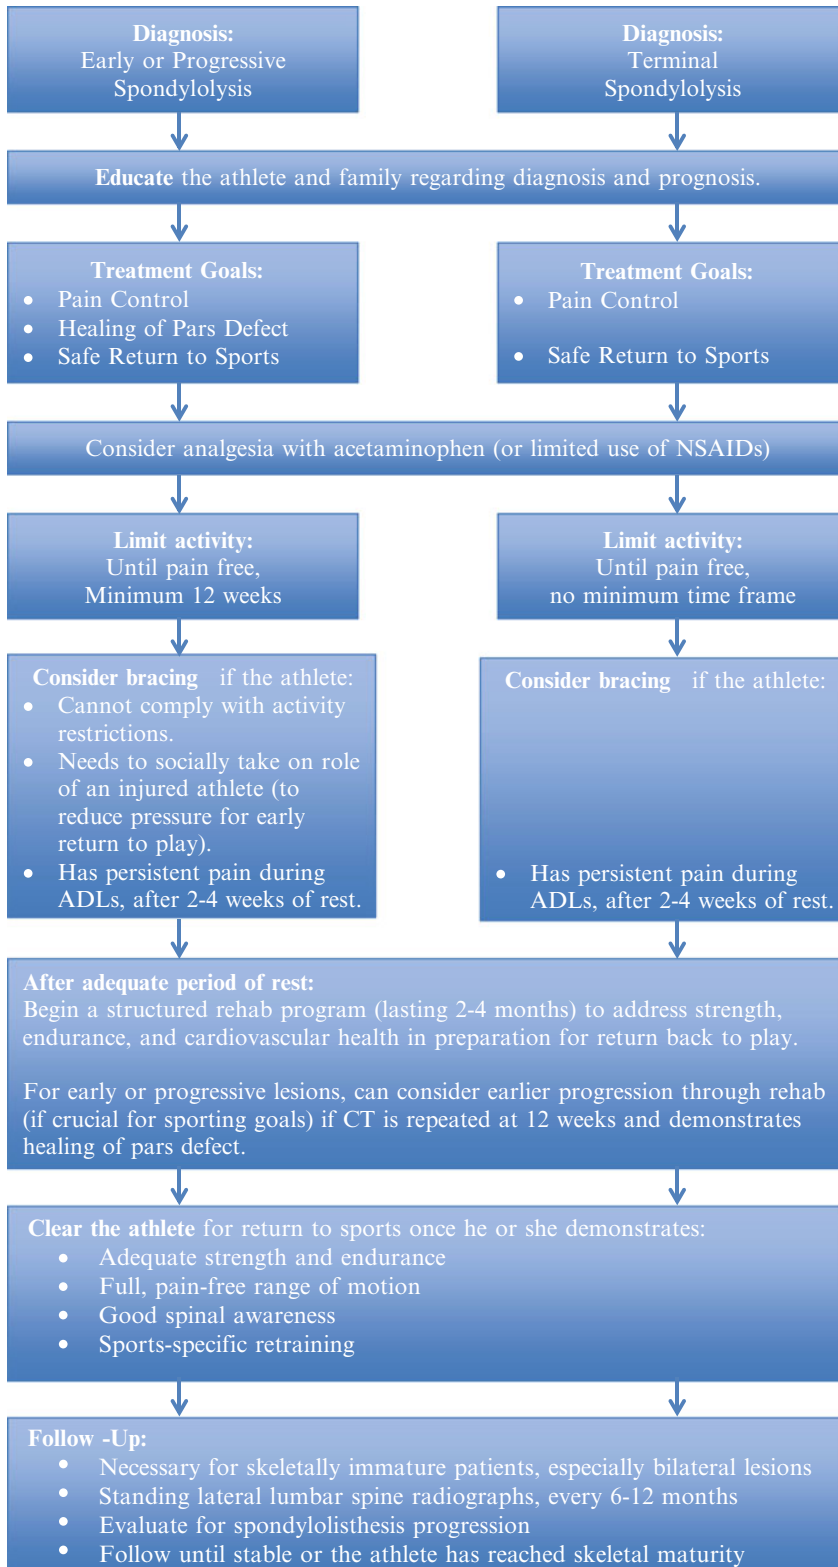 Diagnosis:
Early or Progressive
Spondylolysis
Diagnosis:
Terminal
Spondylolysis
Educate the athlete and family regarding diagnosis and prognosis.
Treatment Goals:
• Pain Control
• Healing of Pars Defect
• Safe Return to Sports
Treatment Goals:
• Pain Control
• Safe Return to Sports
Consider analgesia with acetaminophen (or limited use of NSAIDs)
Limit activity:
Until pain free,
Minimum 12 weeks
Limit activity:
Until pain free,
no minimum time frame
Consider bracing if the athlete:
• Cannot comply with activity
restrictions.
• Needs to socially take on role
of an injured athlete (to
reduce pressure for early
return to play).
• Has persistent pain during
ADLs, after 2-4 weeks of rest.
Consider bracing if the athlete:
• Has persistent pain during
ADLs, after 2-4 weeks of rest.
After adequate period of rest:
Begin a structured rehab program (lasting 2-4 months) to address strength,
endurance, and cardiovascular health in preparation for return back to play.
For early or progressive lesions, can consider earlier progression through rehab
(if crucial for sporting goals) if CT is repeated at 12 weeks and demonstrates
healing of pars defect.
Clear the athlete for return to sports once he or she demonstrates:
• Adequate strength and endurance
• Full, pain-free range of motion
• Good spinal awareness
• Sports-specific retraining
Follow -Up:
• Necessary for skeletally immature patients, especially bilateral lesions
• Standing lateral lumbar spine radiographs, every 6-12 months
• Evaluate for spondylolisthesis progression
• Follow until stable or the athlete has reached skeletal maturity